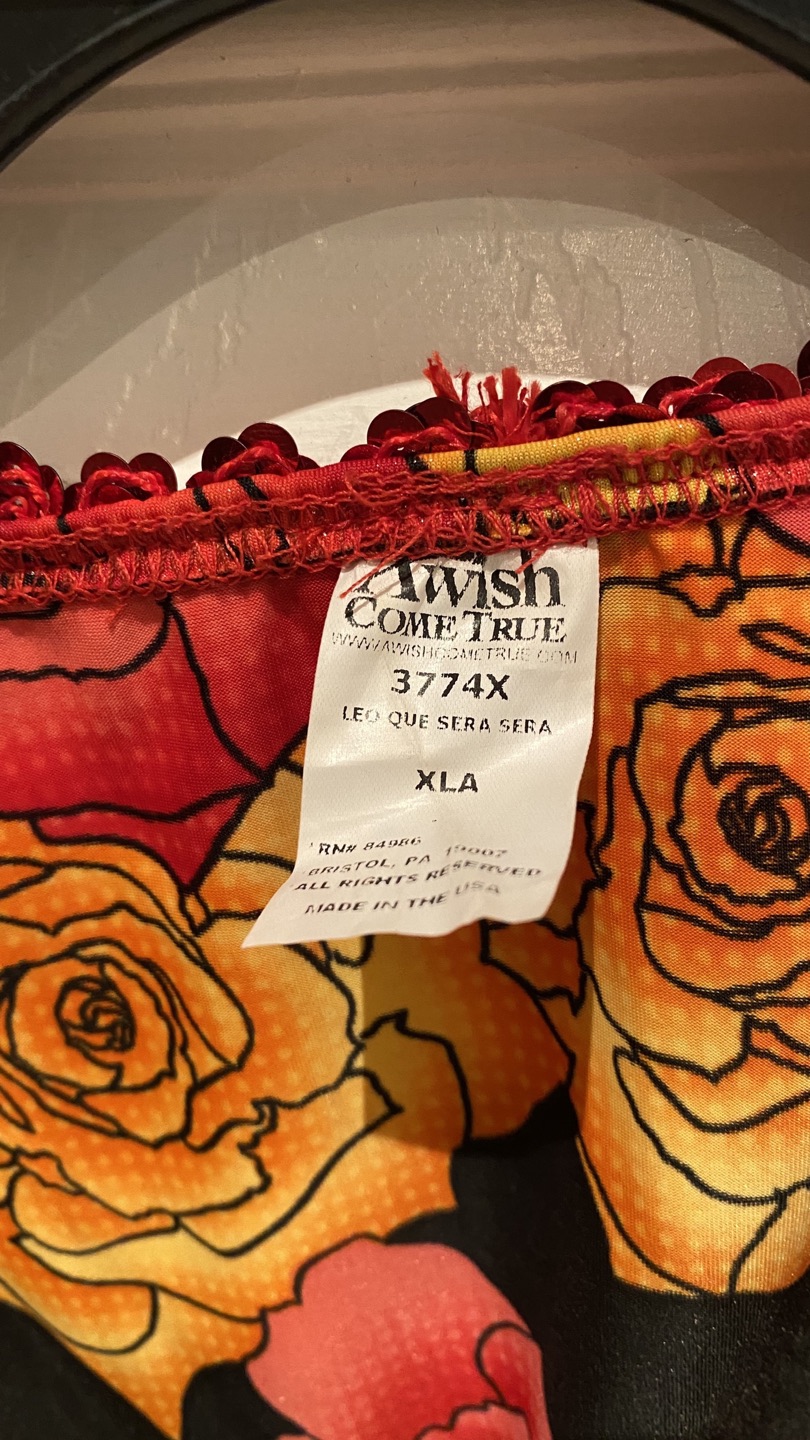 A Wish
COME TRUE
WWW.AWISHCOMETRUE.COM
3774X
LEO QUE SERA SERA
XLA
RN# 84986
BRISTOL, PA 19007
ALL RIGHTS RESERVED
MADE IN THE USA